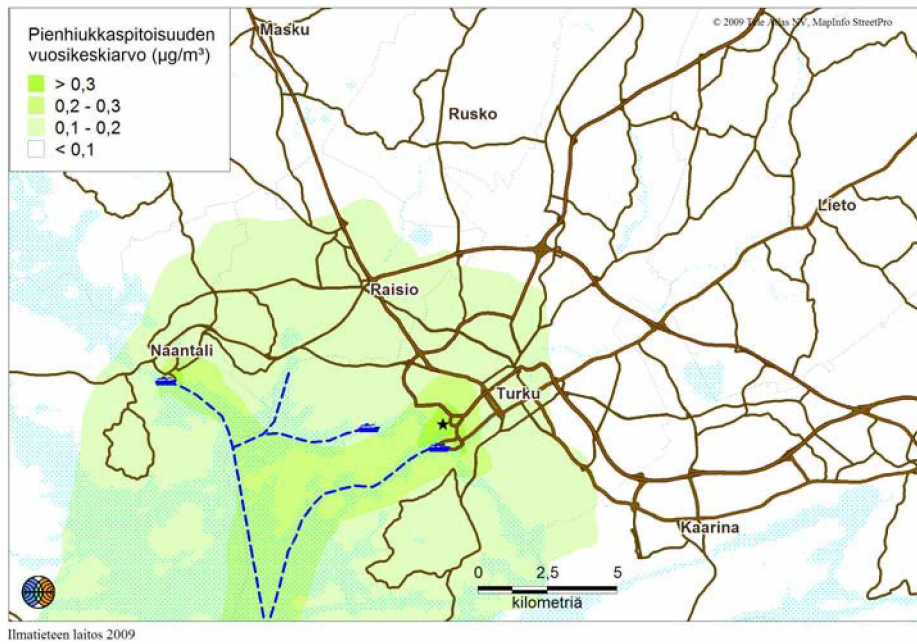 Pienhiukkaspitoisuuden
vuosikeskiarvo (µg/m³)
> 0,3
0,2 - 0,3
0,1 - 0,2
< 0,1
© 2009 Tele Atlas NV, MapInfo StreetPro
Masku
Rusko
Lieto
Raisio
Naantali
Turku
Kaarina
0 2,5 5
kilometriä
Ilmatieteen laitos 2009